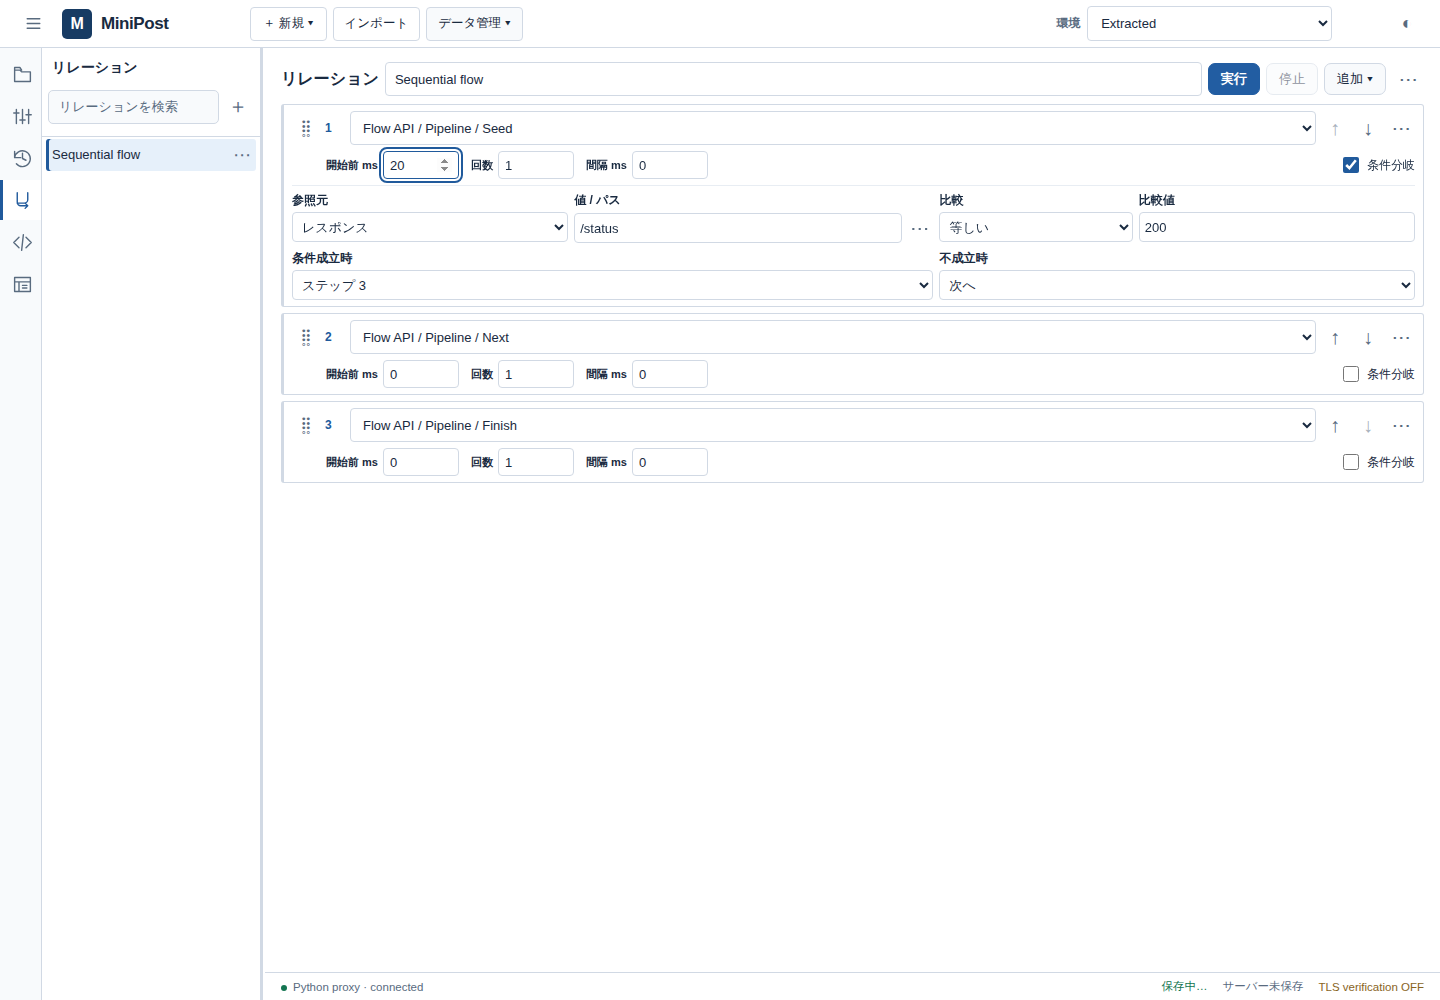 M MiniPost ＋ 新規 ▾ インポート データ管理 ▾ 環境 Extracted
リレーション
リレーションを検索 ＋
Sequential flow ···
リレーション Sequential flow 実行 停止 追加 ▾ ···
1 Flow API / Pipeline / Seed ↑ ↓ ···
開始前 ms 20 回数 1 間隔 ms 0 条件分岐
参照元 値 / パス 比較 比較値
レスポンス /status ··· 等しい 200
条件成立時 不成立時
ステップ 3 次へ
2 Flow API / Pipeline / Next ↑ ↓ ···
開始前 ms 0 回数 1 間隔 ms 0 条件分岐
3 Flow API / Pipeline / Finish ↑ ↓ ···
開始前 ms 0 回数 1 間隔 ms 0 条件分岐
Python proxy · connected 保存中… サーバー未保存 TLS verification OFF